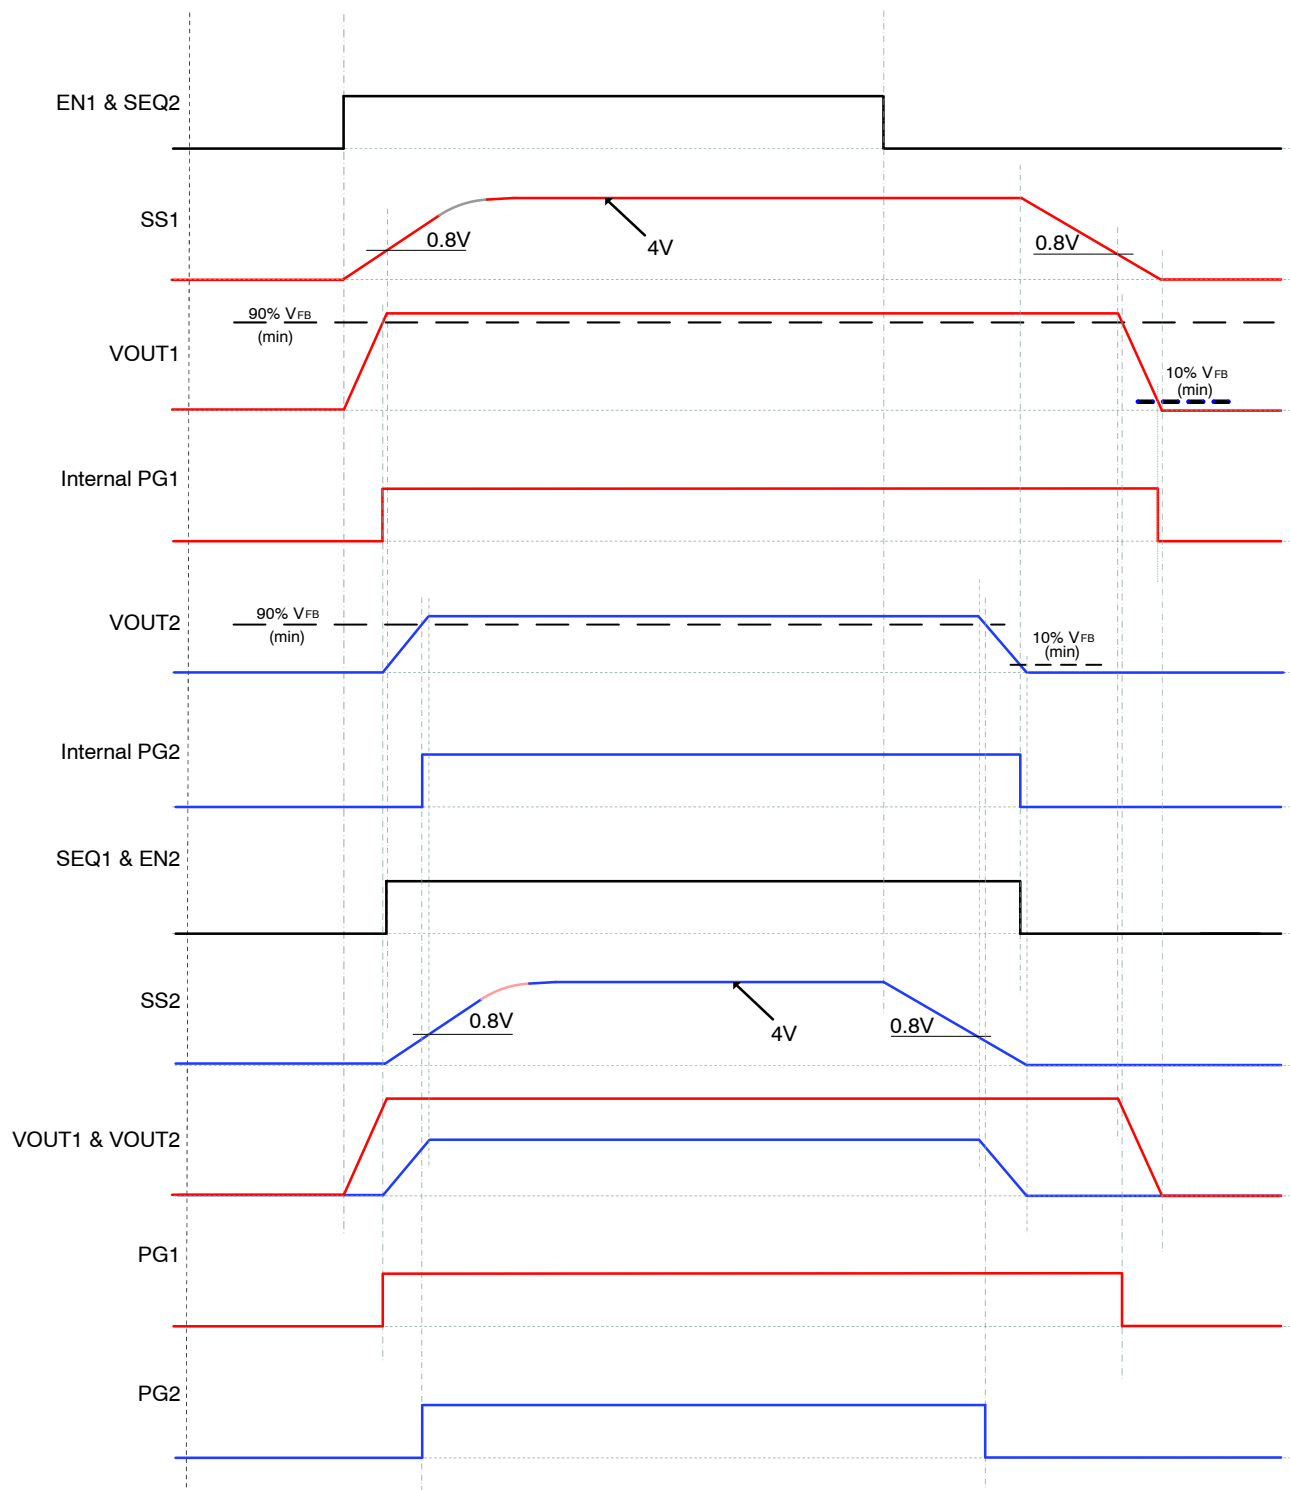 EN1 & SEQ2
SS1
0.8V
4V
0.8V
90% VFB
(min)
VOUT1
10% VFB
(min)
Internal PG1
VOUT2
90% VFB
(min)
10% VFB
(min)
Internal PG2
SEQ1 & EN2
SS2
0.8V
4V
0.8V
VOUT1 & VOUT2
PG1
PG2